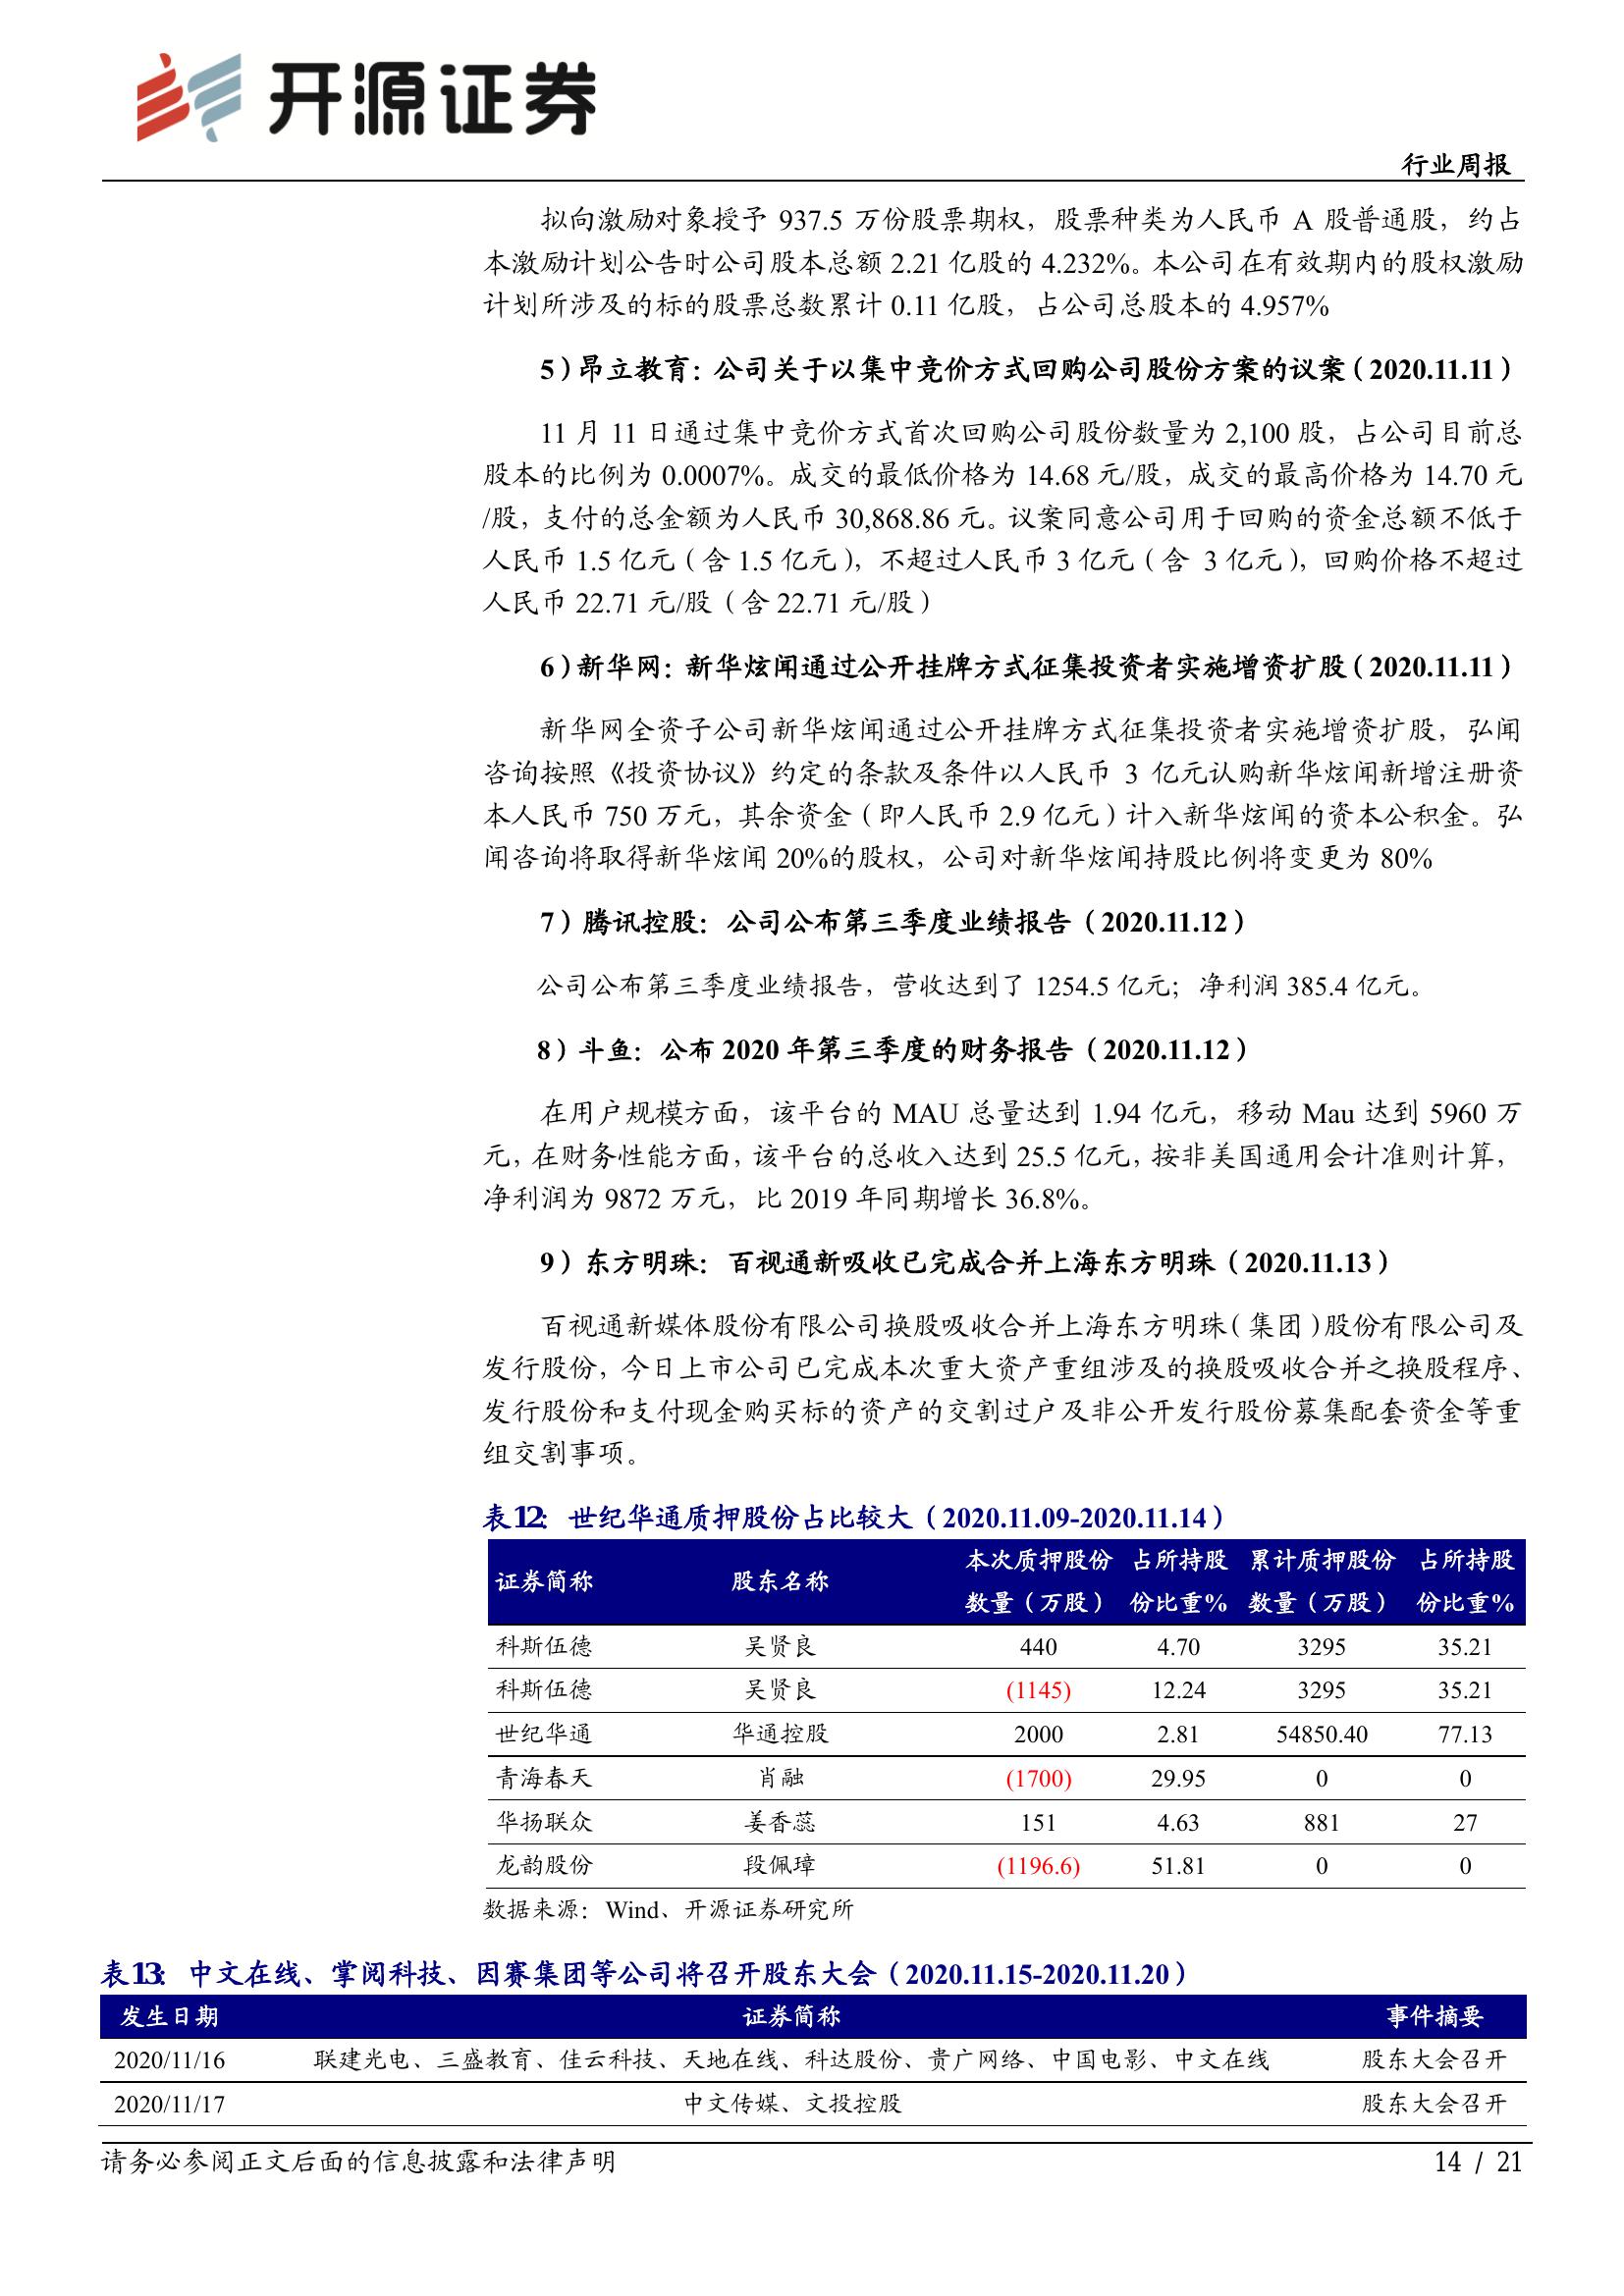 开源证券
行业周报
拟向激励对象授予 937.5 万份股票期权，股票种类为人民币 A 股普通股，约占
本激励计划公告时公司股本总额 2.21 亿股的 4.232%。本公司在有效期内的股权激励
计划所涉及的标的股票总数累计 0.11 亿股，占公司总股本的 4.957%
5）昂立教育：公司关于以集中竞价方式回购公司股份方案的议案（2020.11.11）
11 月 11 日通过集中竞价方式首次回购公司股份数量为 2,100 股，占公司目前总
股本的比例为 0.0007%。成交的最低价格为 14.68 元/股，成交的最高价格为 14.70 元
/股，支付的总金额为人民币 30,868.86 元。议案同意公司用于回购的资金总额不低于
人民币 1.5 亿元（含 1.5 亿元），不超过人民币 3 亿元（含 3 亿元），回购价格不超过
人民币 22.71 元/股（含 22.71 元/股）
6）新华网：新华炫闻通过公开挂牌方式征集投资者实施增资扩股（2020.11.11）
新华网全资子公司新华炫闻通过公开挂牌方式征集投资者实施增资扩股，弘闻
咨询按照《投资协议》约定的条款及条件以人民币 3 亿元认购新华炫闻新增注册资
本人民币 750 万元，其余资金（即人民币 2.9 亿元）计入新华炫闻的资本公积金。弘
闻咨询将取得新华炫闻 20%的股权，公司对新华炫闻持股比例将变更为 80%
7）腾讯控股：公司公布第三季度业绩报告（2020.11.12）
公司公布第三季度业绩报告，营收达到了 1254.5 亿元；净利润 385.4 亿元。
8）斗鱼：公布 2020 年第三季度的财务报告（2020.11.12）
在用户规模方面，该平台的 MAU 总量达到 1.94 亿元，移动 Mau 达到 5960 万
元，在财务性能方面，该平台的总收入达到 25.5 亿元，按非美国通用会计准则计算，
净利润为 9872 万元，比 2019 年同期增长 36.8%。
9）东方明珠：百视通新吸收已完成合并上海东方明珠（2020.11.13）
百视通新媒体股份有限公司换股吸收合并上海东方明珠（集团）股份有限公司及
发行股份，今日上市公司已完成本次重大资产重组涉及的换股吸收合并之换股程序、
发行股份和支付现金购买标的资产的交割过户及非公开发行股份募集配套资金等重
组交割事项。
表12：世纪华通质押股份占比较大（2020.11.09-2020.11.14）
证券简称 股东名称 本次质押股份数量（万股） 占所持股份比重% 累计质押股份数量（万股） 占所持股份比重%
科斯伍德 吴贤良 440 4.70 3295 35.21
科斯伍德 吴贤良 (1145) 12.24 3295 35.21
世纪华通 华通控股 2000 2.81 54850.40 77.13
青海春天 肖融 (1700) 29.95 0 0
华扬联众 姜香蕊 151 4.63 881 27
龙韵股份 段佩璋 (1196.6) 51.81 0 0
数据来源：Wind、开源证券研究所
表13：中文在线、掌阅科技、因赛集团等公司将召开股东大会（2020.11.15-2020.11.20）
发生日期 证券简称 事件摘要
2020/11/16 联建光电、三盛教育、佳云科技、天地在线、科达股份、贵广网络、中国电影、中文在线 股东大会召开
2020/11/17 中文传媒、文投控股 股东大会召开
请务必参阅正文后面的信息披露和法律声明 14 / 21